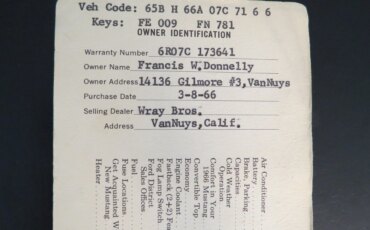 Veh Code: 65B H 66A 07C 71 6 6
Keys: FE 009 FN 781
OWNER IDENTIFICATION
Warranty Number 6R07C 173641
Owner Name Francis W.Donnelly
Owner Address 14136 Gilmore #3,VanNuys
Purchase Date 3-8-66
Selling Dealer Wray Bros.
Address VanNuys,Calif.
Air Conditioner
Battery
Brake, Parking
Capacities
Cold Weather
Operation
Comfort in Your
1966 Mustang
Convertible Top
Economy
Engine Coolant
Fastback (2+2) Fea
Fog Lamp Switch
Ford District
Sales Offices
Fuel
Fuse Locations
Get Acquainted W
New Mustang
Heater